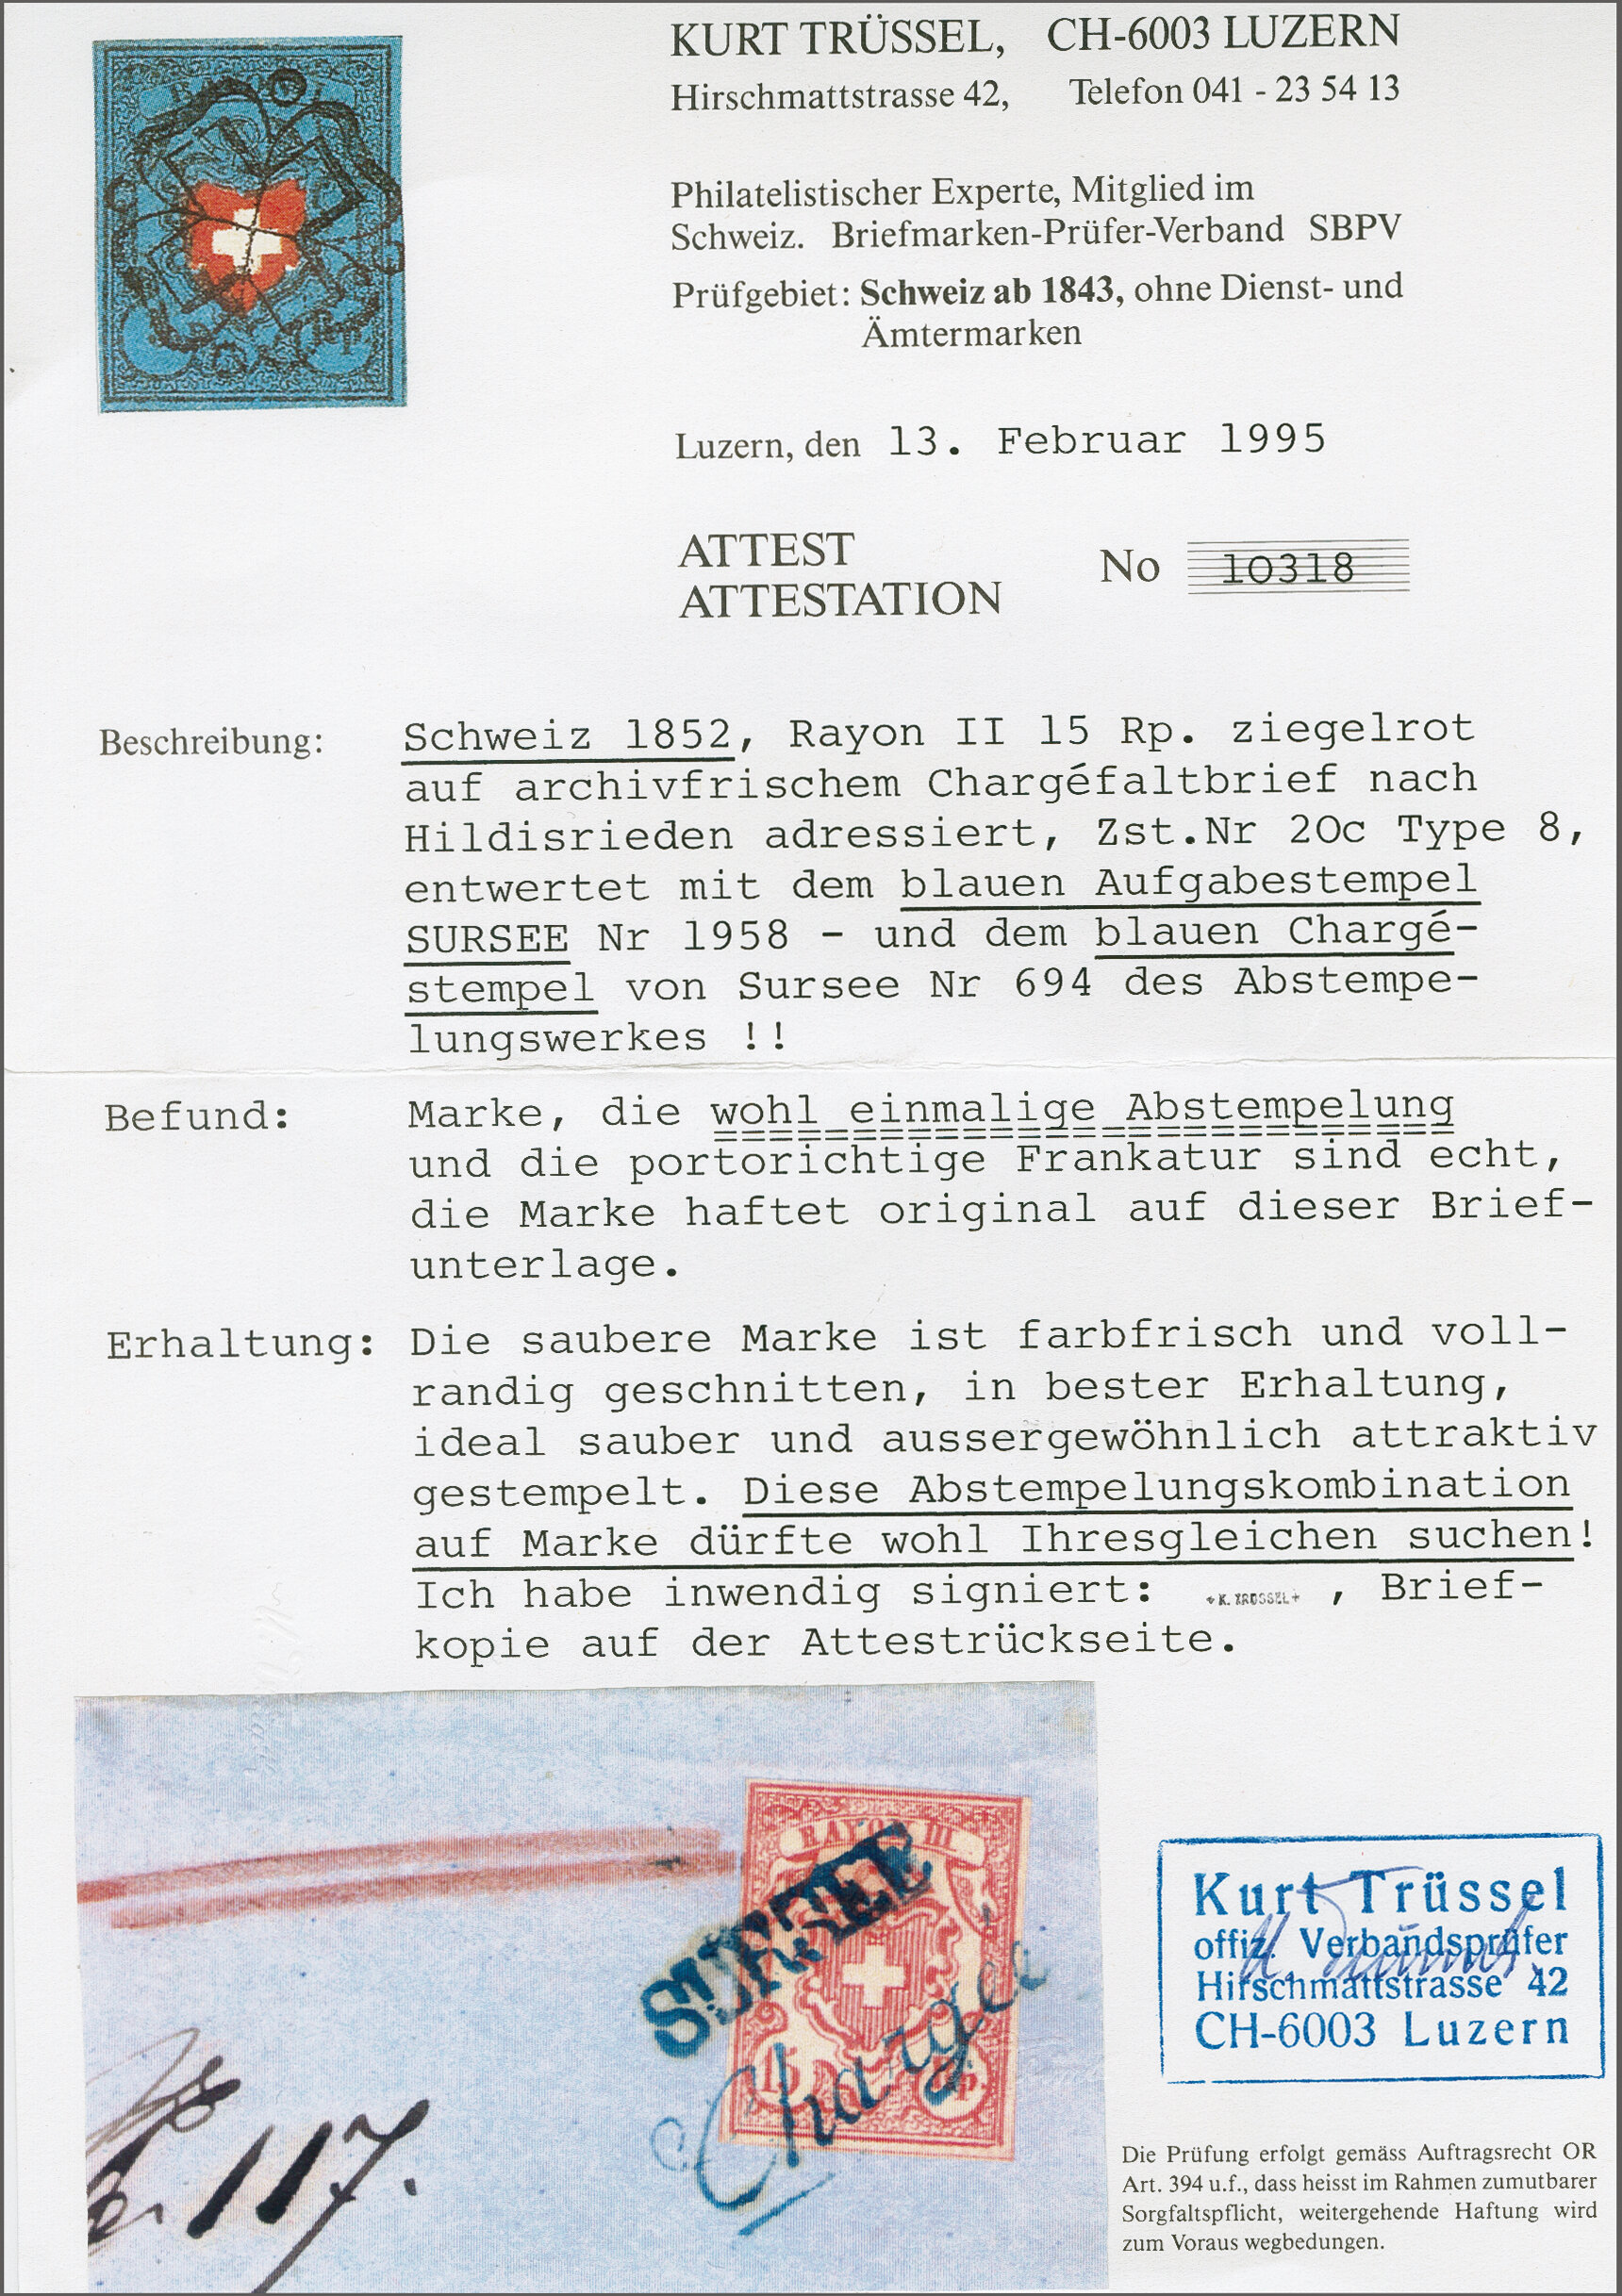 KURT TRÜSSEL, CH-6003 LUZERN
Hirschmattstrasse 42, Telefon 041 - 23 54 13
Philatelistischer Experte, Mitglied im
Schweiz. Briefmarken-Prüfer-Verband SBPV
Prüfgebiet: Schweiz ab 1843, ohne Dienst- und
Ämtermarken
Luzern, den 13. Februar 1995
ATTEST
ATTESTATION
No 10318
Beschreibung: Schweiz 1852, Rayon II 15 Rp. ziegelrot
auf archivfrischem Chargéfaltbrief nach
Hildisrieden adressiert, Zst.Nr 20c Type 8,
entwertet mit dem blauen Aufgabestempel
SURSEE Nr 1958 - und dem blauen Chargé-
stempel von Sursee Nr 694 des Abstempe-
lungswerkes !!
Befund: Marke, die wohl einmalige Abstempelung
und die portorichtige Frankatur sind echt,
die Marke haftet original auf dieser Brief-
unterlage.
Erhaltung: Die saubere Marke ist farbfrisch und voll-
randig geschnitten, in bester Erhaltung,
ideal sauber und aussergewöhnlich attraktiv
gestempelt. Diese Abstempelungskombination
auf Marke dürfte wohl Ihresgleichen suchen!
Ich habe inwendig signiert: +K. TRÜSSEL+ , Brief-
kopie auf der Attestrückseite.
RAYON III
SURSEE
Chargée
15
117.
Kurt Trüssel
offiz. Verbandsprüfer
Hirschmattstrasse 42
CH-6003 Luzern
Die Prüfung erfolgt gemäss Auftragsrecht OR
Art. 394 u.f., dass heisst im Rahmen zumutbarer
Sorgfaltspflicht, weitergehende Haftung wird
zum Voraus wegbedungen.